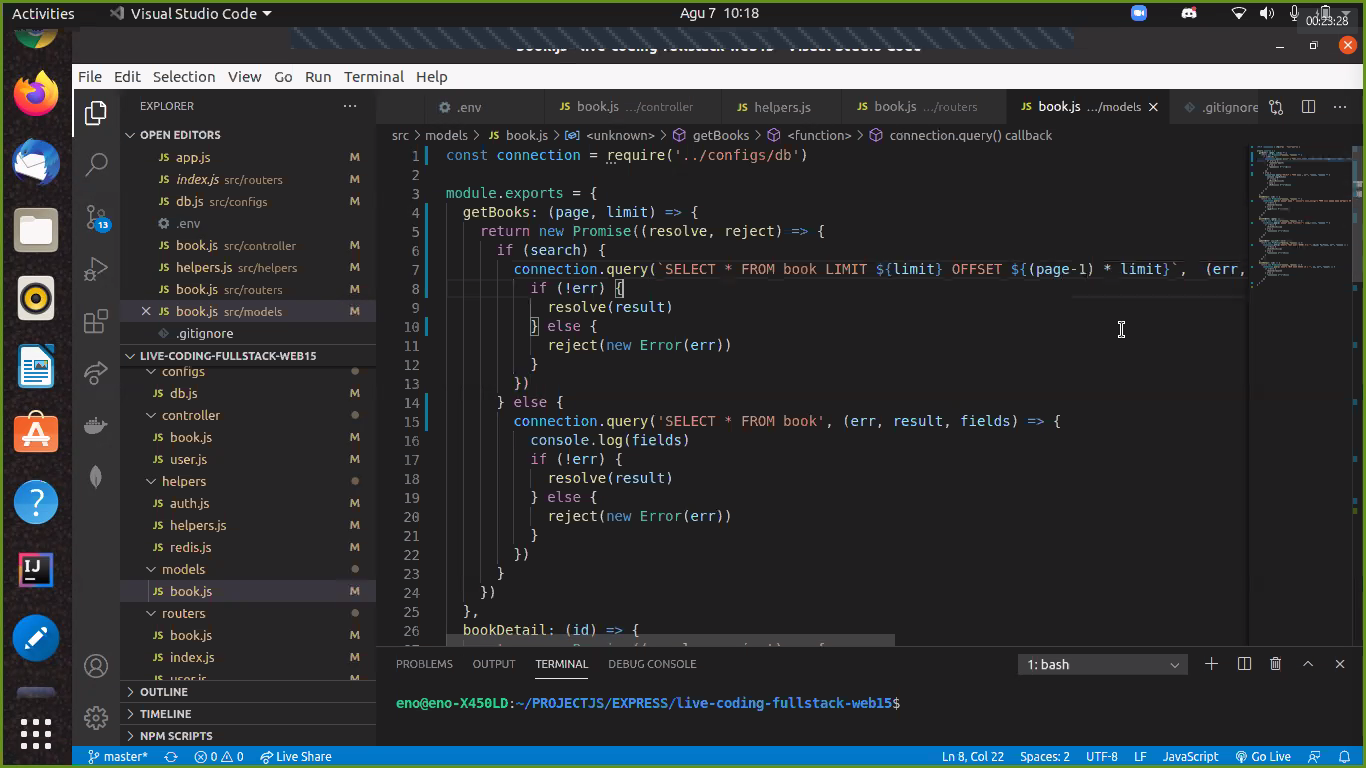 Activities Visual Studio Code Agu 7 10:18 00:23:28
book.js - live-coding-fullstack-web15 - Visual Studio Code
File Edit Selection View Go Run Terminal Help
EXPLORER
.env book.js .../controller helpers.js book.js .../routers book.js .../models .gitignore
OPEN EDITORS
app.js M
index.js src/routers M
db.js src/configs M
.env
book.js src/controller M
helpers.js src/helpers M
book.js src/routers M
book.js src/models M
.gitignore
LIVE-CODING-FULLSTACK-WEB15
configs
db.js M
controller
book.js M
user.js M
helpers
auth.js M
helpers.js M
redis.js M
models
book.js M
routers
book.js M
index.js M
user.js M
OUTLINE
TIMELINE
NPM SCRIPTS
13
src > models > book.js > <unknown> > getBooks > <function> > connection.query() callback
1 const connection = require('../configs/db')
2
3 module.exports = {
4 getBooks: (page, limit) => {
5 return new Promise((resolve, reject) => {
6 if (search) {
7 connection.query(`SELECT * FROM book LIMIT ${limit} OFFSET ${(page-1) * limit}`, (err,
8 if (!err) {
9 resolve(result)
10 } else {
11 reject(new Error(err))
12 }
13 })
14 } else {
15 connection.query('SELECT * FROM book', (err, result, fields) => {
16 console.log(fields)
17 if (!err) {
18 resolve(result)
19 } else {
20 reject(new Error(err))
21 }
22 })
23 }
24 })
25 },
26 bookDetail: (id) => {
PROBLEMS OUTPUT TERMINAL DEBUG CONSOLE 1: bash
eno@eno-X450LD:~/PROJECTJS/EXPRESS/live-coding-fullstack-web15$
master* 0 0 Live Share Ln 8, Col 22 Spaces: 2 UTF-8 LF JavaScript Go Live